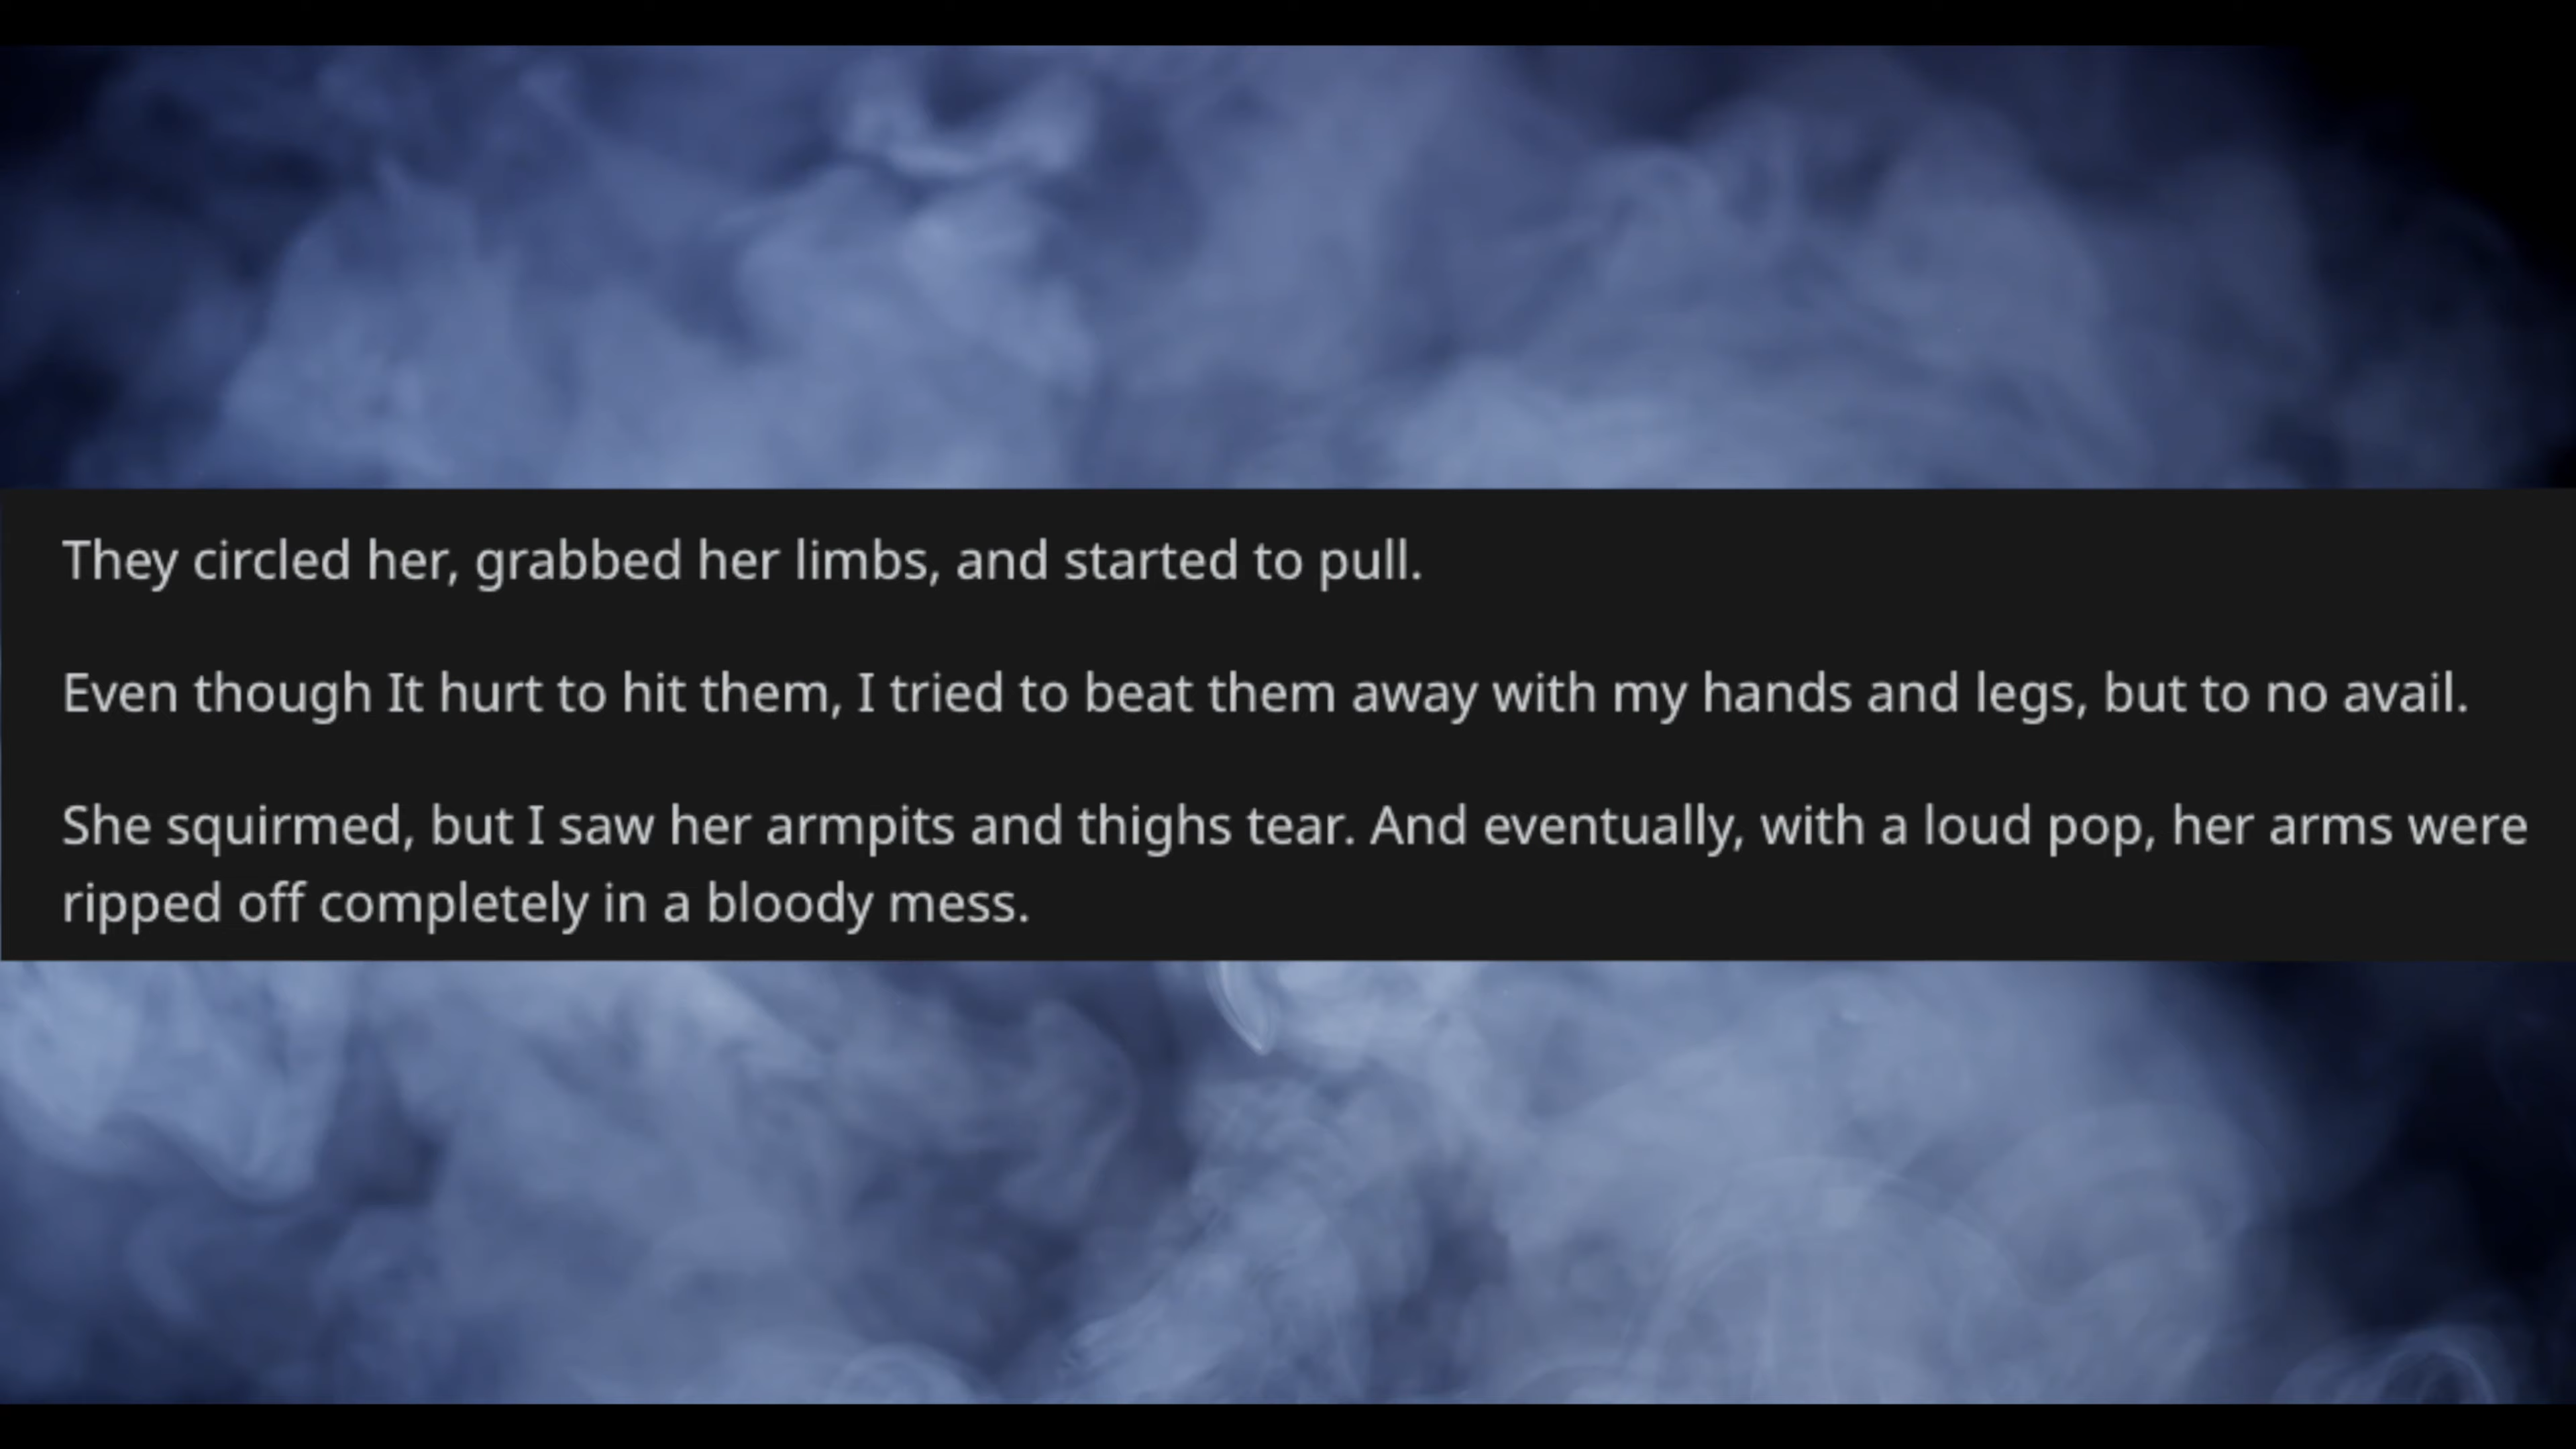 They circled her, grabbed her limbs, and started to pull.
Even though It hurt to hit them, I tried to beat them away with my hands and legs, but to no avail.
She squirmed, but I saw her armpits and thighs tear. And eventually, with a loud pop, her arms were
ripped off completely in a bloody mess.